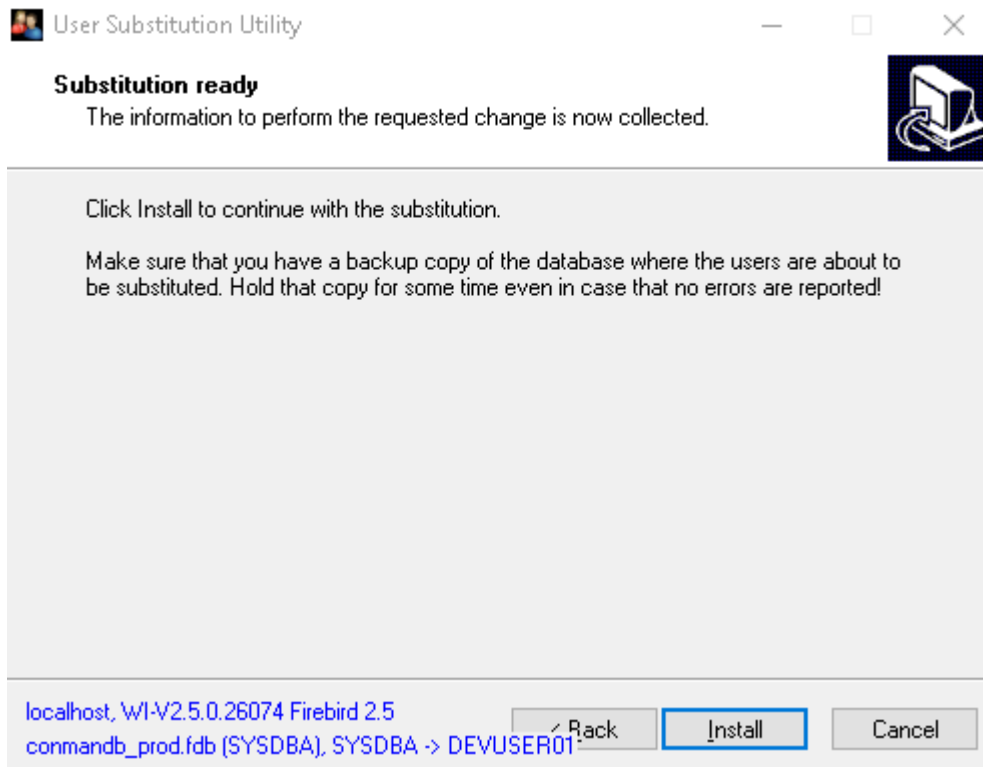 User Substitution Utility
Substitution ready
The information to perform the requested change is now collected.
Click Install to continue with the substitution.
Make sure that you have a backup copy of the database where the users are about to
be substituted. Hold that copy for some time even in case that no errors are reported!
localhost, WI-V2.5.0.26074 Firebird 2.5
conmandb_prod.fdb (SYSDBA), SYSDBA -> DEVUSER01
< Back
Install
Cancel